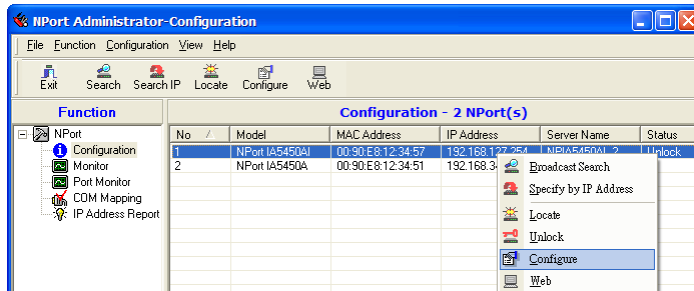 NPort Administrator-Configuration
File Function Configuration View Help
Exit Search Search IP Locate Configure Web
Function
Configuration - 2 NPort(s)
NPort
Configuration
Monitor
Port Monitor
COM Mapping
IP Address Report
No Model MAC Address IP Address Server Name Status
1 NPort IA5450AI 00:90:E8:12:34:57 192.168.127.254 NPIA5450AI_2 Unlock
2 NPort IA5450A 00:90:E8:12:34:51 192.168.3
Broadcast Search
Specify by IP Address
Locate
Unlock
Configure
Web